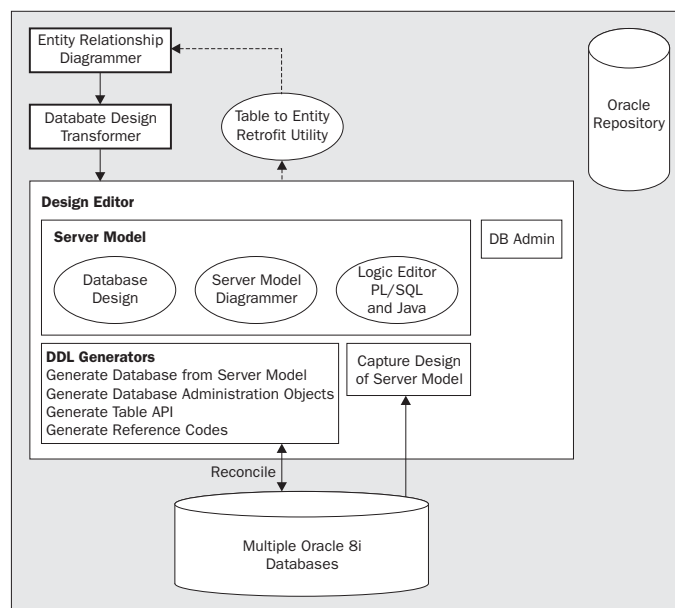 Entity Relationship
Diagrammer
Databate Design
Transformer
Table to Entity
Retrofit Utility
Oracle
Repository
Design Editor
Server Model
Database
Design
Server Model
Diagrammer
Logic Editor
PL/SQL
and Java
DB Admin
DDL Generators
Generate Database from Server Model
Generate Database Administration Objects
Generate Table API
Generate Reference Codes
Capture Design
of Server Model
Reconcile
Multiple Oracle 8i
Databases